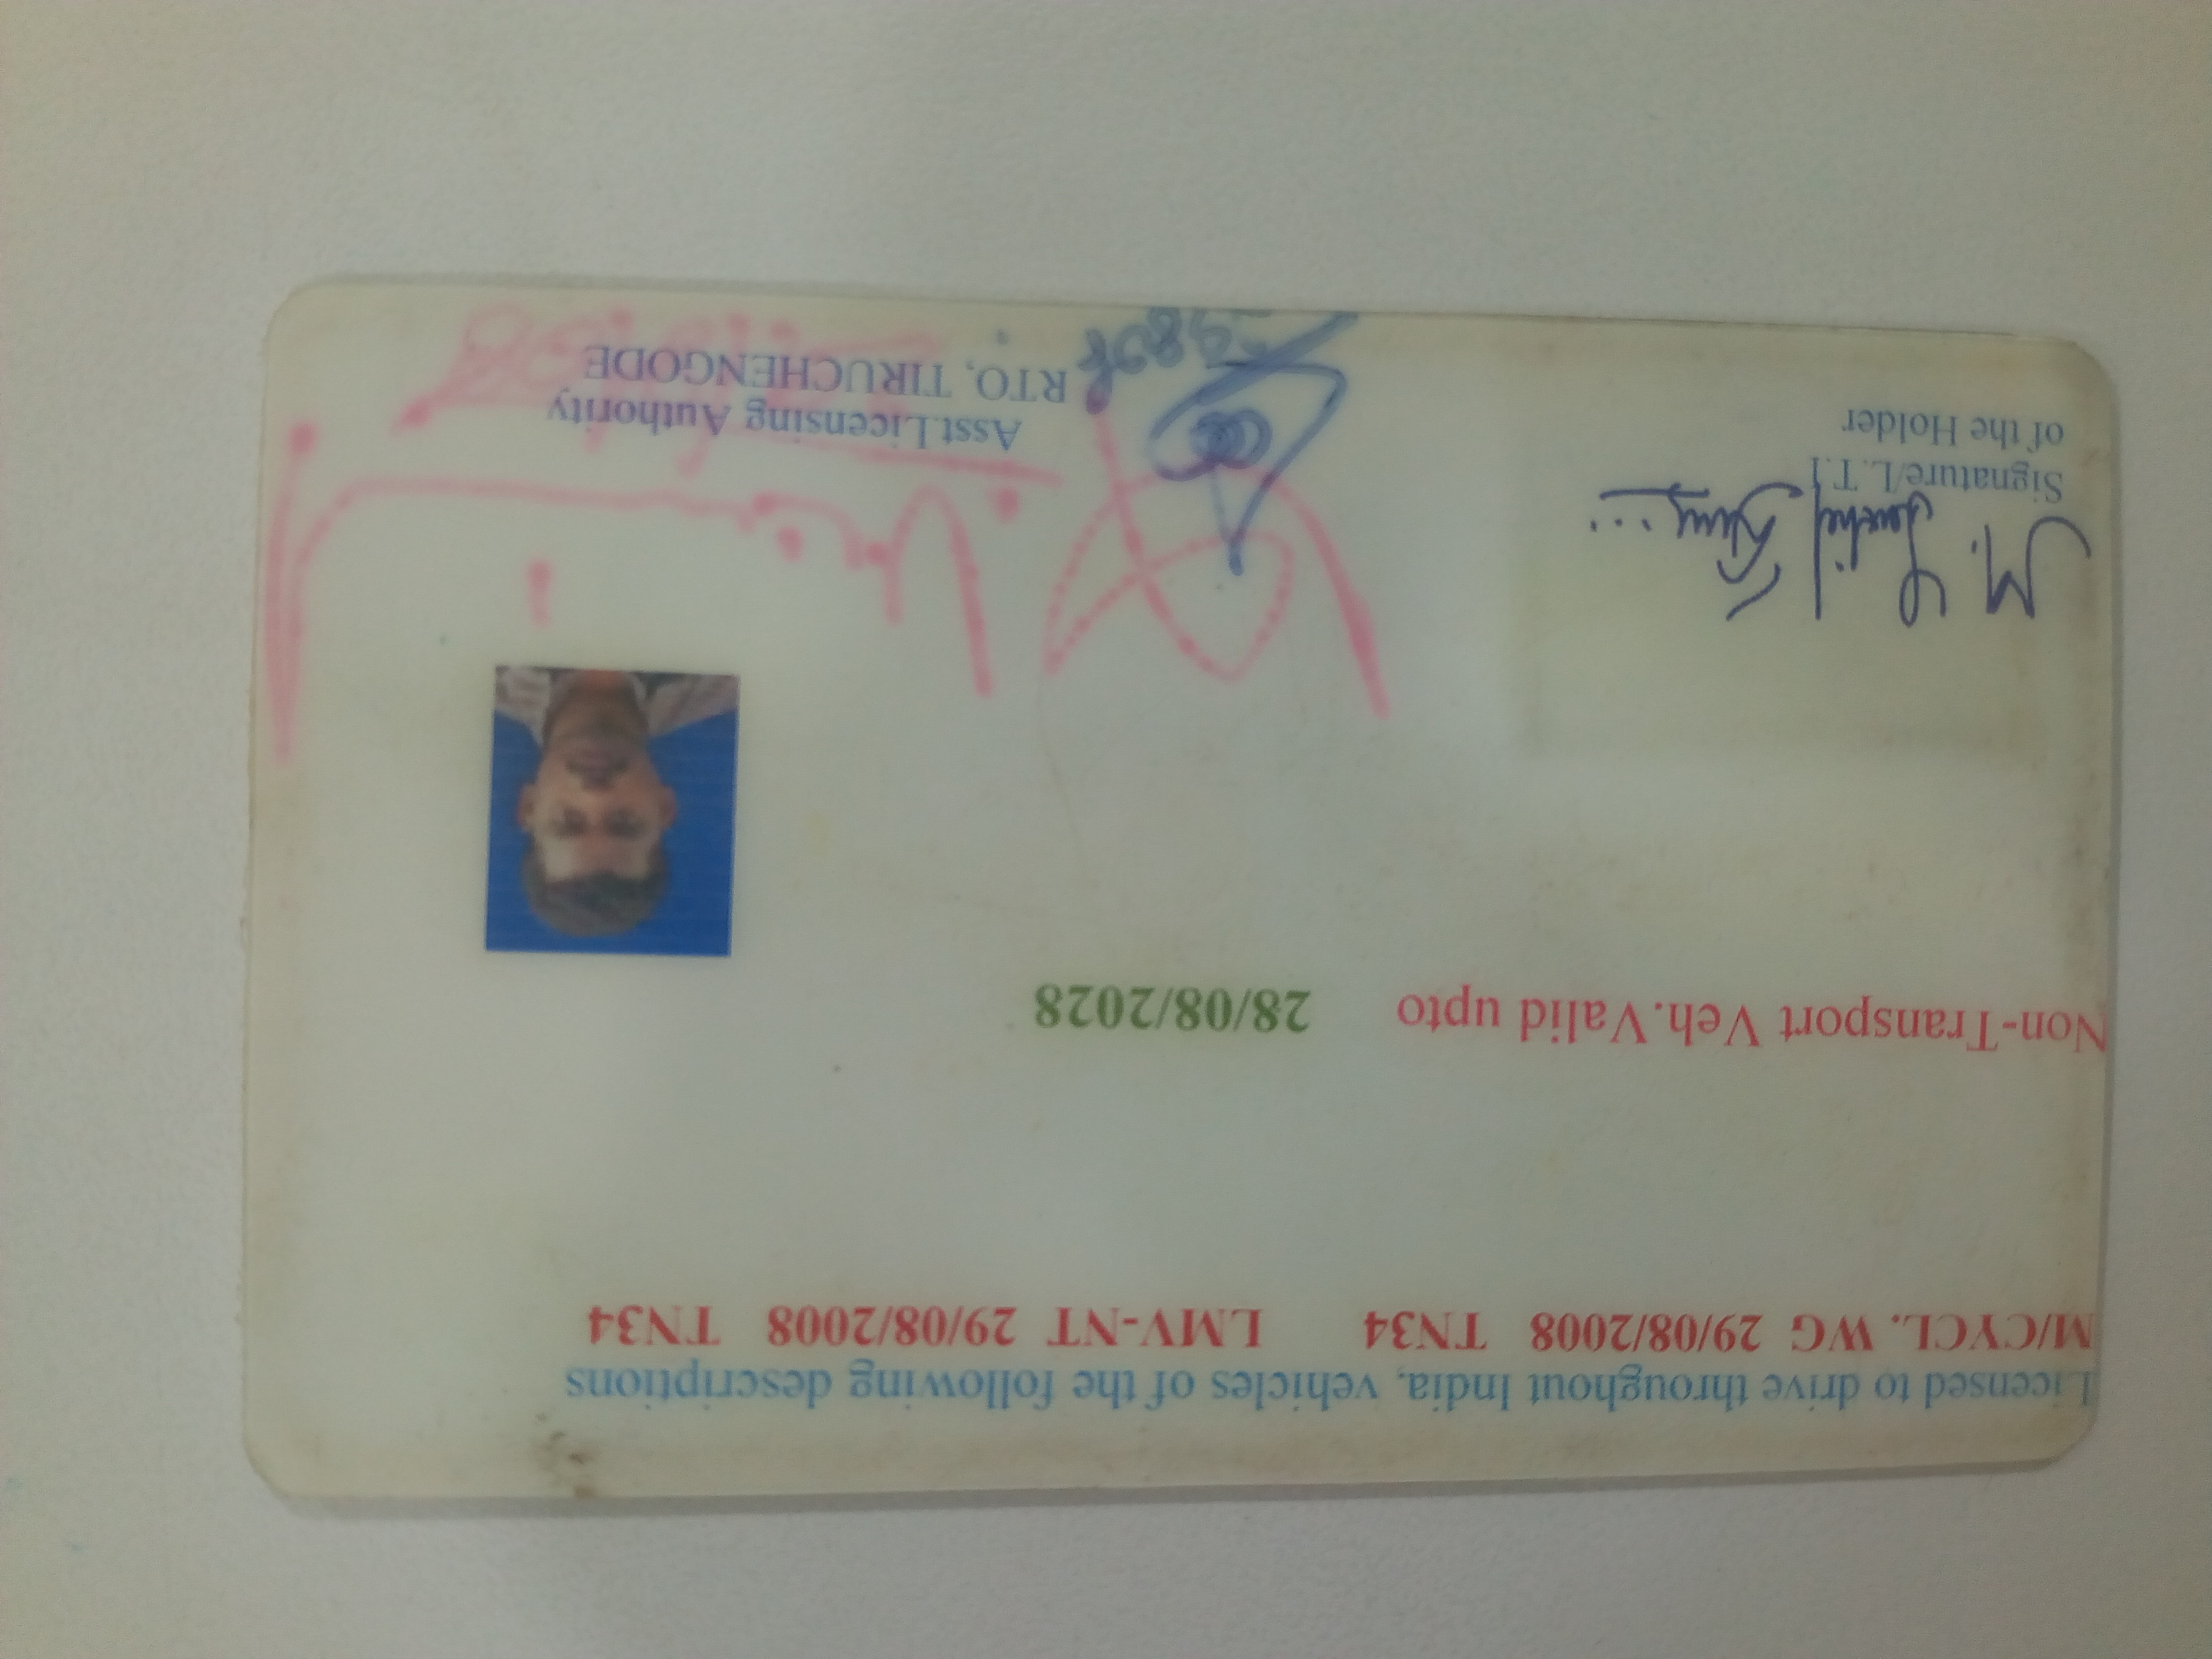 Licensed to drive throughout India, vehicles of the following descriptions
M/CYCL. WG 29/08/2008 TN34 LMV-NT 29/08/2008 TN34
Non-Transport Veh.Valid upto 28/08/2028
M.
Signature/L.T.I
of the Holder
Asst.Licensing Authority
RTO, TIRUCHENGODE